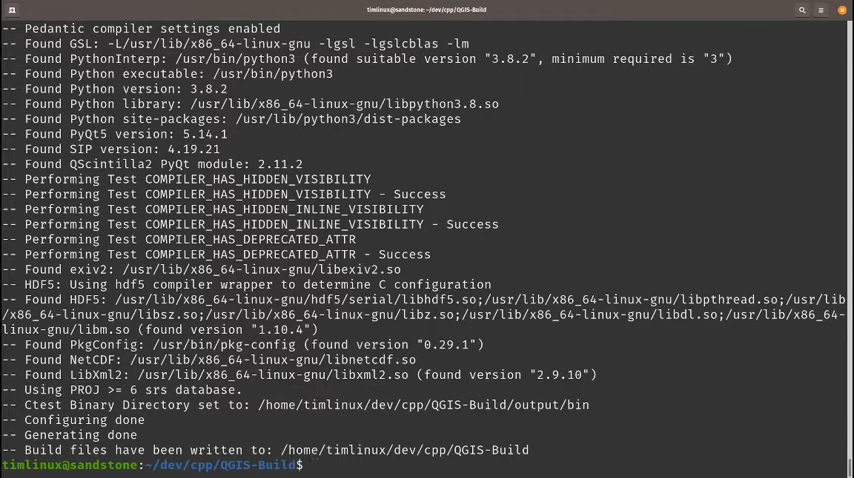 timlinux@sandstone: ~/dev/cpp/QGIS-Build
-- Pedantic compiler settings enabled
-- Found GSL: -L/usr/lib/x86_64-linux-gnu -lgsl -lgslcblas -lm
-- Found PythonInterp: /usr/bin/python3 (found suitable version "3.8.2", minimum required is "3")
-- Found Python executable: /usr/bin/python3
-- Found Python version: 3.8.2
-- Found Python library: /usr/lib/x86_64-linux-gnu/libpython3.8.so
-- Found Python site-packages: /usr/lib/python3/dist-packages
-- Found PyQt5 version: 5.14.1
-- Found SIP version: 4.19.21
-- Found QScintilla2 PyQt module: 2.11.2
-- Performing Test COMPILER_HAS_HIDDEN_VISIBILITY
-- Performing Test COMPILER_HAS_HIDDEN_VISIBILITY - Success
-- Performing Test COMPILER_HAS_HIDDEN_INLINE_VISIBILITY
-- Performing Test COMPILER_HAS_HIDDEN_INLINE_VISIBILITY - Success
-- Performing Test COMPILER_HAS_DEPRECATED_ATTR
-- Performing Test COMPILER_HAS_DEPRECATED_ATTR - Success
-- Found exiv2: /usr/lib/x86_64-linux-gnu/libexiv2.so
-- HDF5: Using hdf5 compiler wrapper to determine C configuration
-- Found HDF5: /usr/lib/x86_64-linux-gnu/hdf5/serial/libhdf5.so;/usr/lib/x86_64-linux-gnu/libpthread.so;/usr/lib
/x86_64-linux-gnu/libsz.so;/usr/lib/x86_64-linux-gnu/libz.so;/usr/lib/x86_64-linux-gnu/libdl.so;/usr/lib/x86_64-
linux-gnu/libm.so (found version "1.10.4")
-- Found PkgConfig: /usr/bin/pkg-config (found version "0.29.1")
-- Found NetCDF: /usr/lib/x86_64-linux-gnu/libnetcdf.so
-- Found LibXml2: /usr/lib/x86_64-linux-gnu/libxml2.so (found version "2.9.10")
-- Using PROJ >= 6 srs database.
-- Ctest Binary Directory set to: /home/timlinux/dev/cpp/QGIS-Build/output/bin
-- Configuring done
-- Generating done
-- Build files have been written to: /home/timlinux/dev/cpp/QGIS-Build
timlinux@sandstone:~/dev/cpp/QGIS-Build$